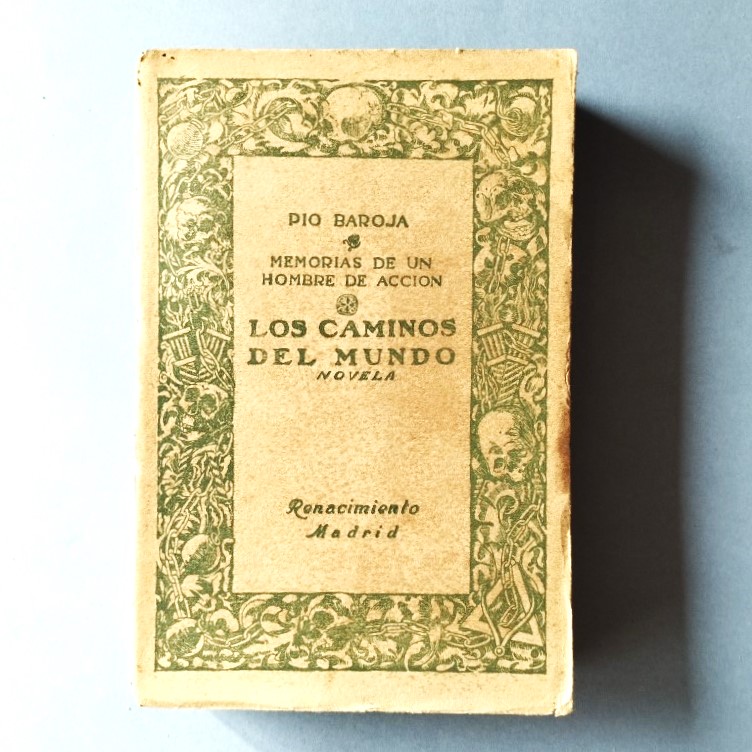 PIO BAROJA
MEMORIAS DE UN
HOMBRE DE ACCION
LOS CAMINOS
DEL MUNDO
NOVELA
Renacimiento
Madrid